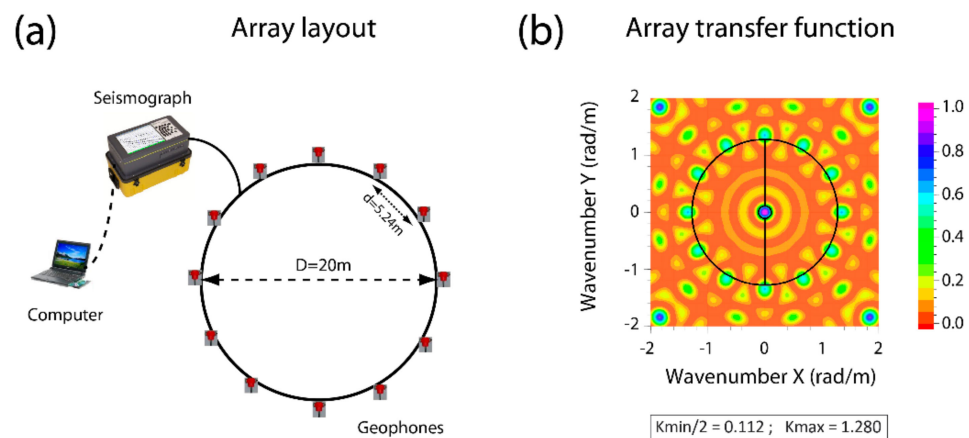 (a) Array layout
Seismograph
d=5.24m
D=20m
Computer
Geophones
(b) Array transfer function
Wavenumber Y (rad/m)
2
1
0
-1
-2
-2 -1 0 1 2
Wavenumber X (rad/m)
1.0
0.8
0.6
0.4
0.2
0.0
Kmin/2 = 0.112 ; Kmax = 1.280